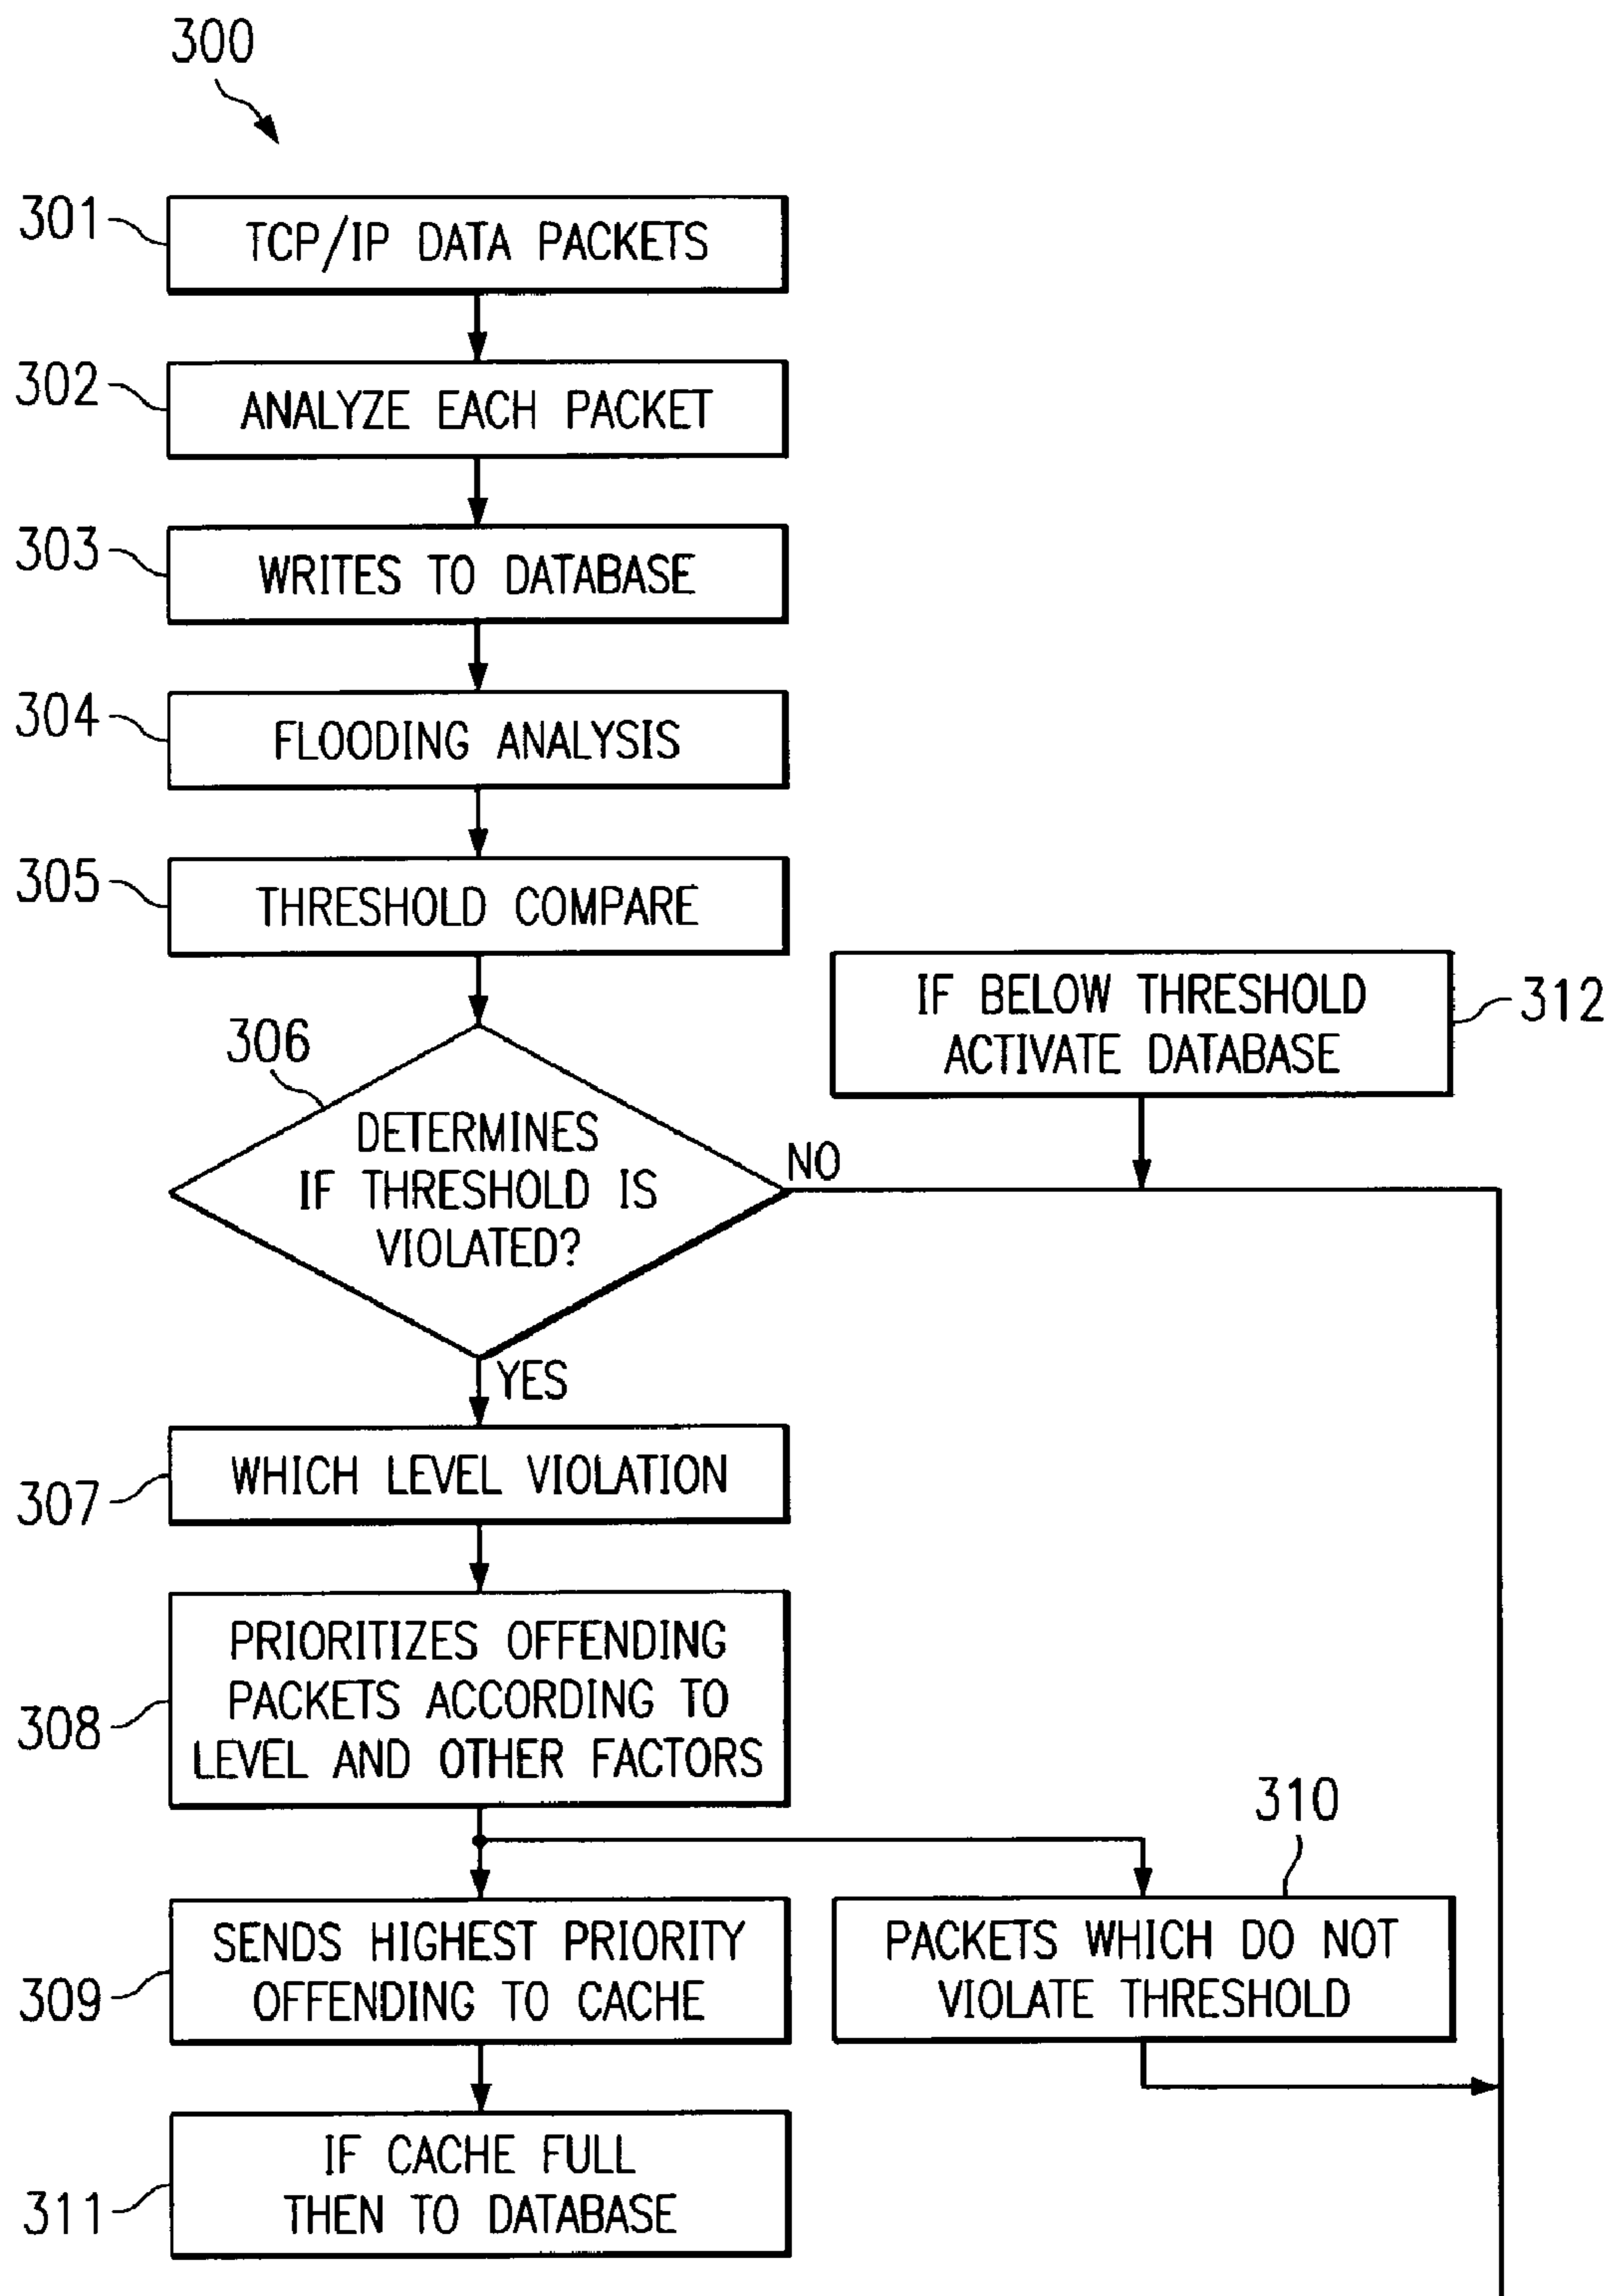 300
301
TCP/IP DATA PACKETS
302
ANALYZE EACH PACKET
303
WRITES TO DATABASE
304
FLOODING ANALYSIS
305
THRESHOLD COMPARE
IF BELOW THRESHOLD
ACTIVATE DATABASE
312
306
DETERMINES
IF THRESHOLD IS
VIOLATED?
NO
YES
307
WHICH LEVEL VIOLATION
308
PRIORITIZES OFFENDING
PACKETS ACCORDING TO
LEVEL AND OTHER FACTORS
309
SENDS HIGHEST PRIORITY
OFFENDING TO CACHE
310
PACKETS WHICH DO NOT
VIOLATE THRESHOLD
311
IF CACHE FULL
THEN TO DATABASE